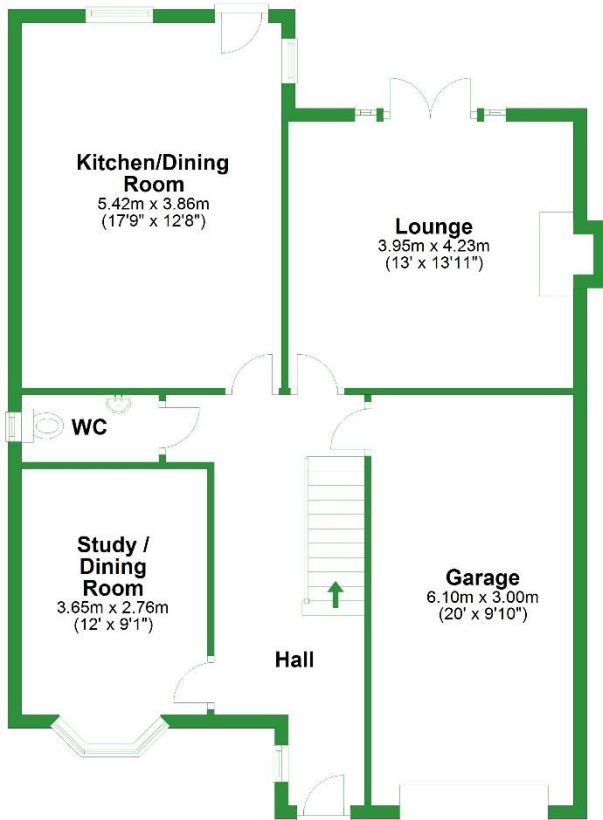 Kitchen/Dining
Room
5.42m x 3.86m
(17'9" x 12'8")
Lounge
3.95m x 4.23m
(13' x 13'11")
WC
Study /
Dining
Room
3.65m x 2.76m
(12' x 9'1")
Garage
6.10m x 3.00m
(20' x 9'10")
Hall